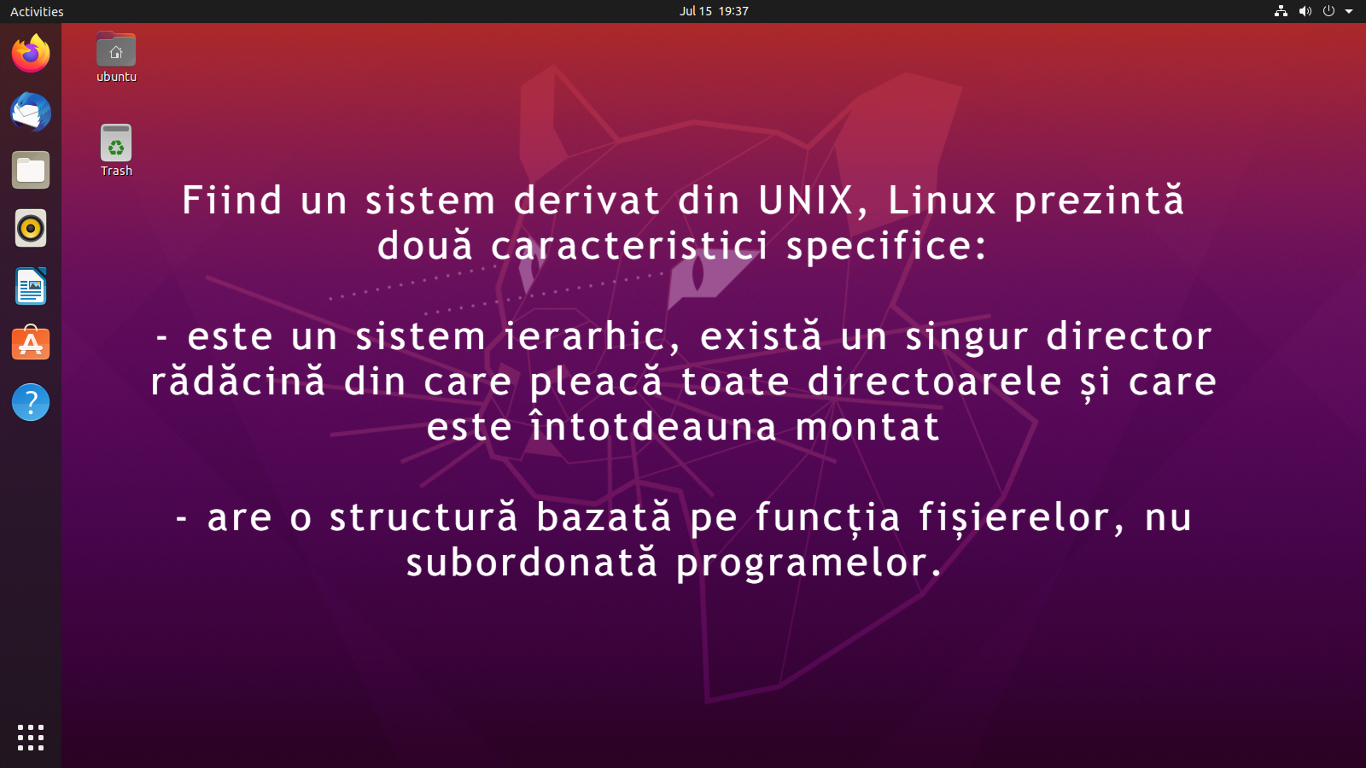 Activities
Jul 15 19:37
ubuntu
Trash
Fiind un sistem derivat din UNIX, Linux prezintă
două caracteristici specifice:
- este un sistem ierarhic, există un singur director
rădăcină din care pleacă toate directoarele și care
este întotdeauna montat
- are o structură bazată pe funcția fișierelor, nu
subordonată programelor.